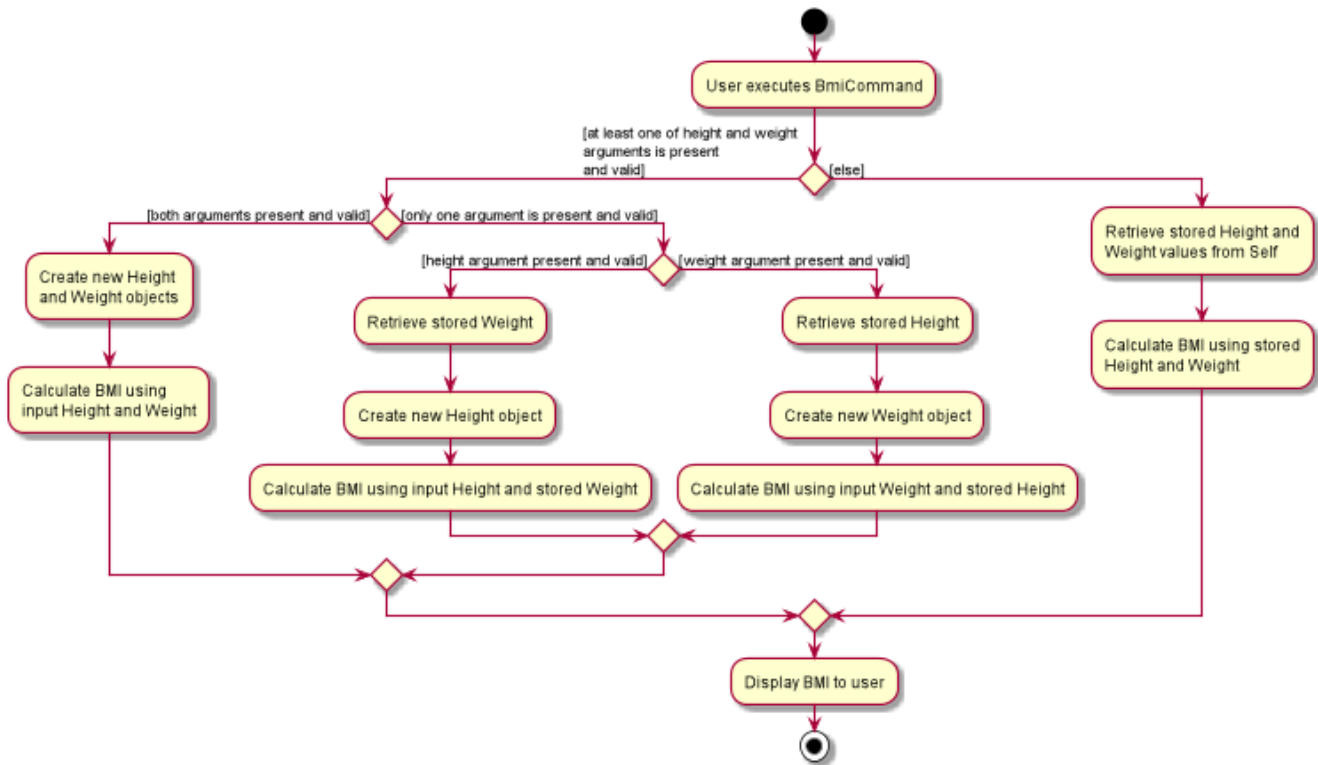 User executes BmiCommand
[at least one of height and weight
arguments is present
and valid]
[else]
[both arguments present and valid]
[only one argument is present and valid]
Create new Height
and Weight objects
Calculate BMI using
input Height and Weight
[height argument present and valid]
[weight argument present and valid]
Retrieve stored Weight
Create new Height object
Calculate BMI using input Height and stored Weight
Retrieve stored Height
Create new Weight object
Calculate BMI using input Weight and stored Height
Retrieve stored Height and
Weight values from Self
Calculate BMI using stored
Height and Weight
Display BMI to user